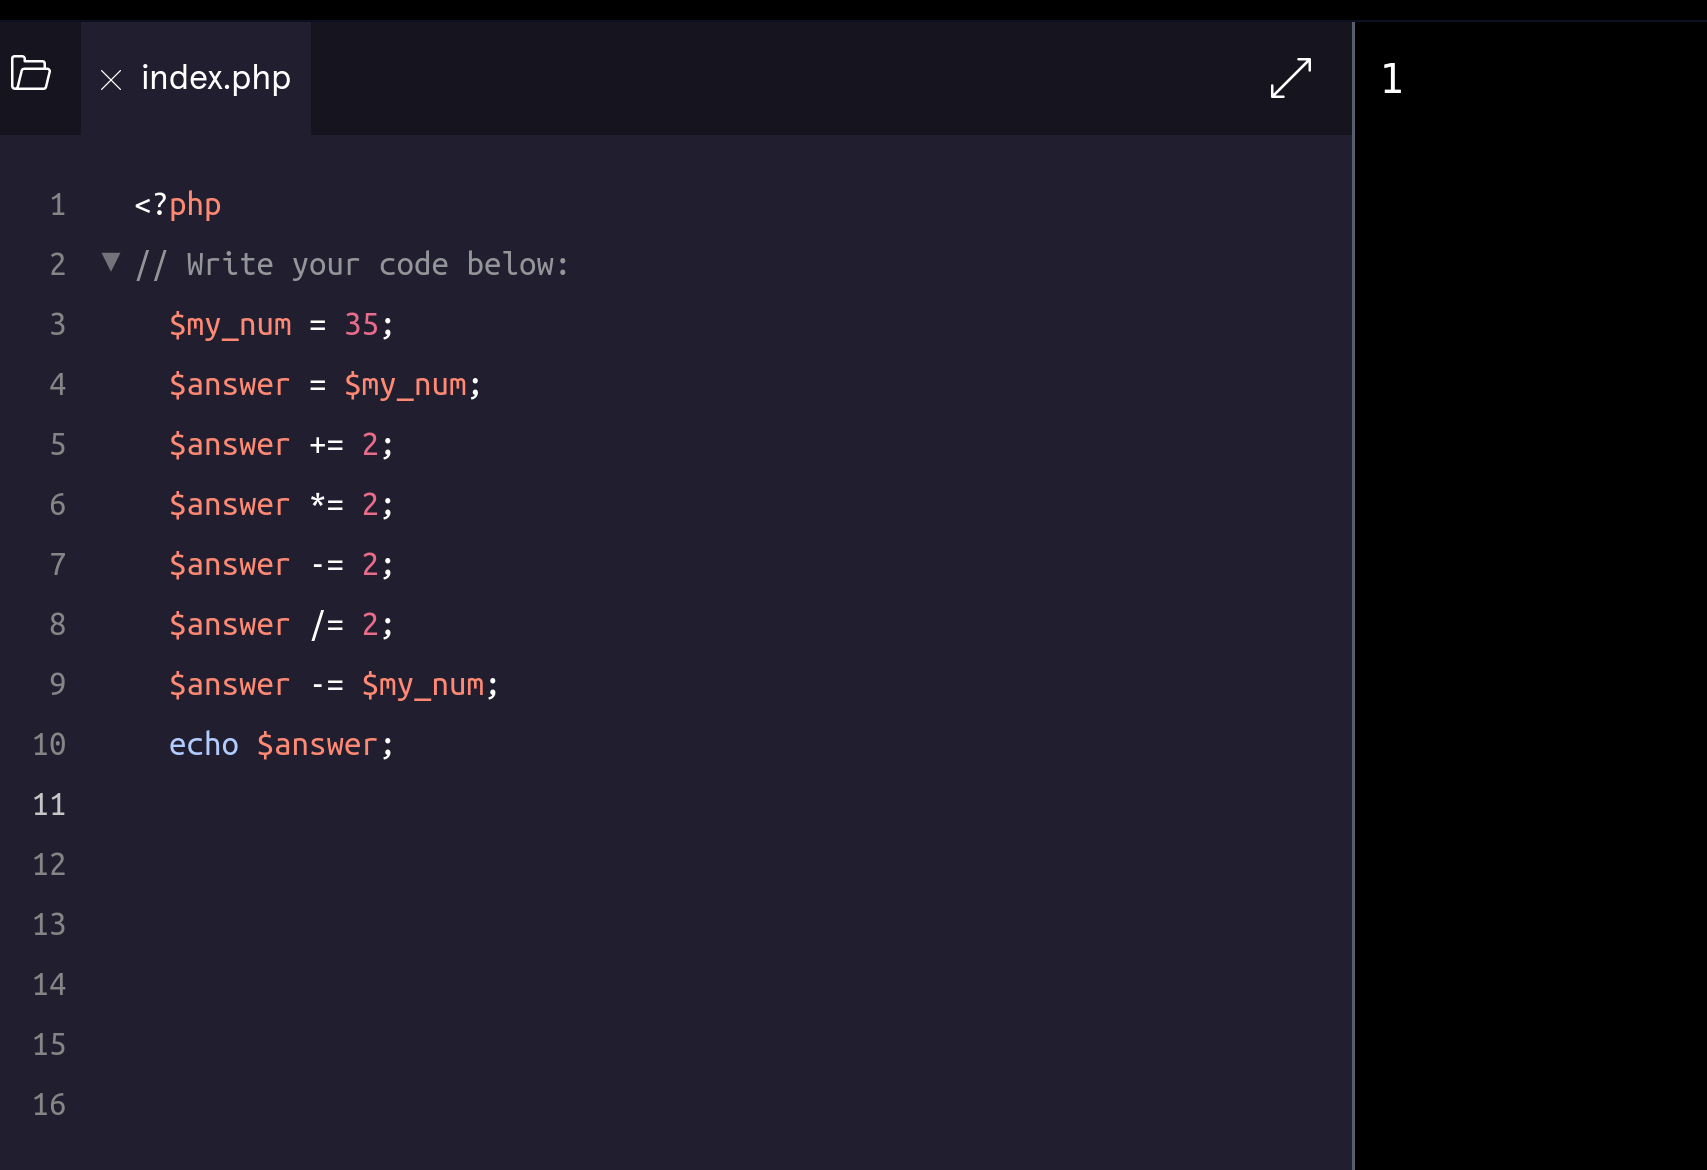 index.php
1 <?php
2 // Write your code below:
3 $my_num = 35;
4 $answer = $my_num;
5 $answer += 2;
6 $answer *= 2;
7 $answer -= 2;
8 $answer /= 2;
9 $answer -= $my_num;
10 echo $answer;
11
12
13
14
15
16
1